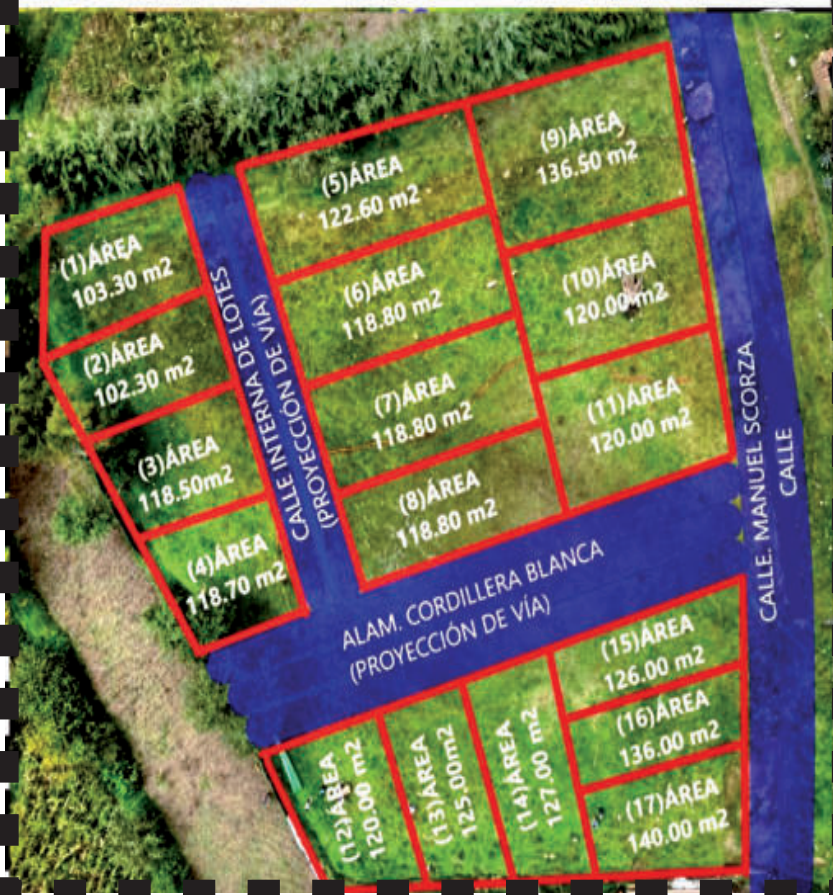 (1)ÁREA
103.30 m2
(2)ÁREA
102.30 m2
(3)ÁREA
118.50m2
(4)ÁREA
118.70 m2
CALLE INTERNA DE LOTES
(PROYECCIÓN DE VÍA)
(5)ÁREA
122.60 m2
(6)ÁREA
118.80 m2
(7)ÁREA
118.80 m2
(8)ÁREA
118.80 m2
(9)ÁREA
136.50 m2
(10)ÁREA
120.00 m2
(11)ÁREA
120.00 m2
CALLE. MANUEL SCORZA
CALLE
ALAM. CORDILLERA BLANCA
(PROYECCIÓN DE VÍA)
(12)ÁREA
120.00 m2
(13)ÁREA
125.00m2
(14)ÁREA
127.00 m2
(15)ÁREA
126.00 m2
(16)ÁREA
136.00 m2
(17)ÁREA
140.00 m2